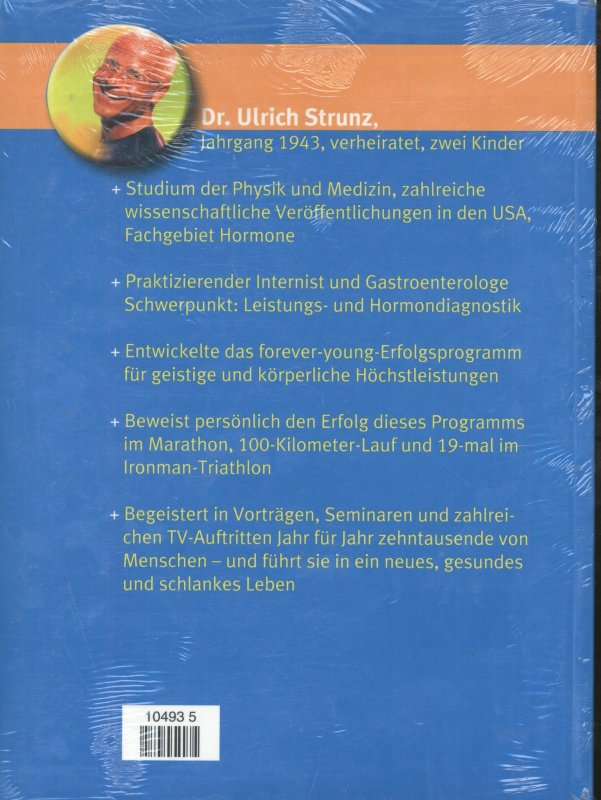 Dr. Ulrich Strunz,
Jahrgang 1943, verheiratet, zwei Kinder
+ Studium der Physik und Medizin, zahlreiche
wissenschaftliche Veröffentlichungen in den USA,
Fachgebiet Hormone
+ Praktizierender Internist und Gastroenterologe
Schwerpunkt: Leistungs- und Hormondiagnostik
+ Entwickelte das forever-young-Erfolgsprogramm
für geistige und körperliche Höchstleistungen
+ Beweist persönlich den Erfolg dieses Programms
im Marathon, 100-Kilometer-Lauf und 19-mal im
Ironman-Triathlon
+ Begeistert in Vorträgen, Seminaren und zahlrei-
chen TV-Auftritten Jahr für Jahr zehntausende von
Menschen – und führt sie in ein neues, gesundes
und schlankes Leben
10493 5